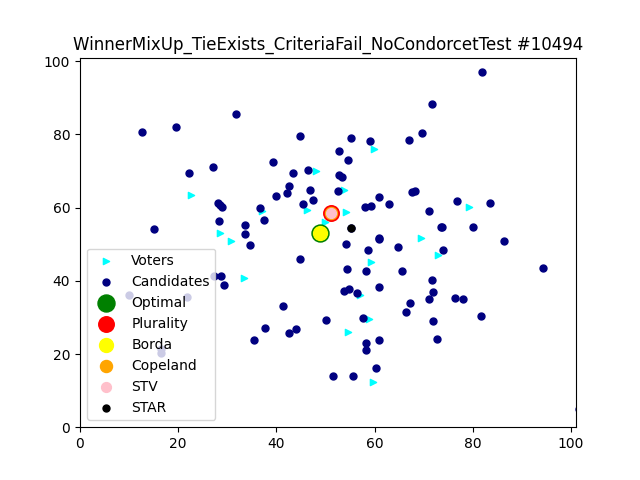 WinnerMixUp_TieExists_CriteriaFail_NoCondorcetTest #10494
100
80
60
40
20
0
Voters
Candidates
Optimal
Plurality
Borda
Copeland
STV
STAR
0 20 40 60 80 100